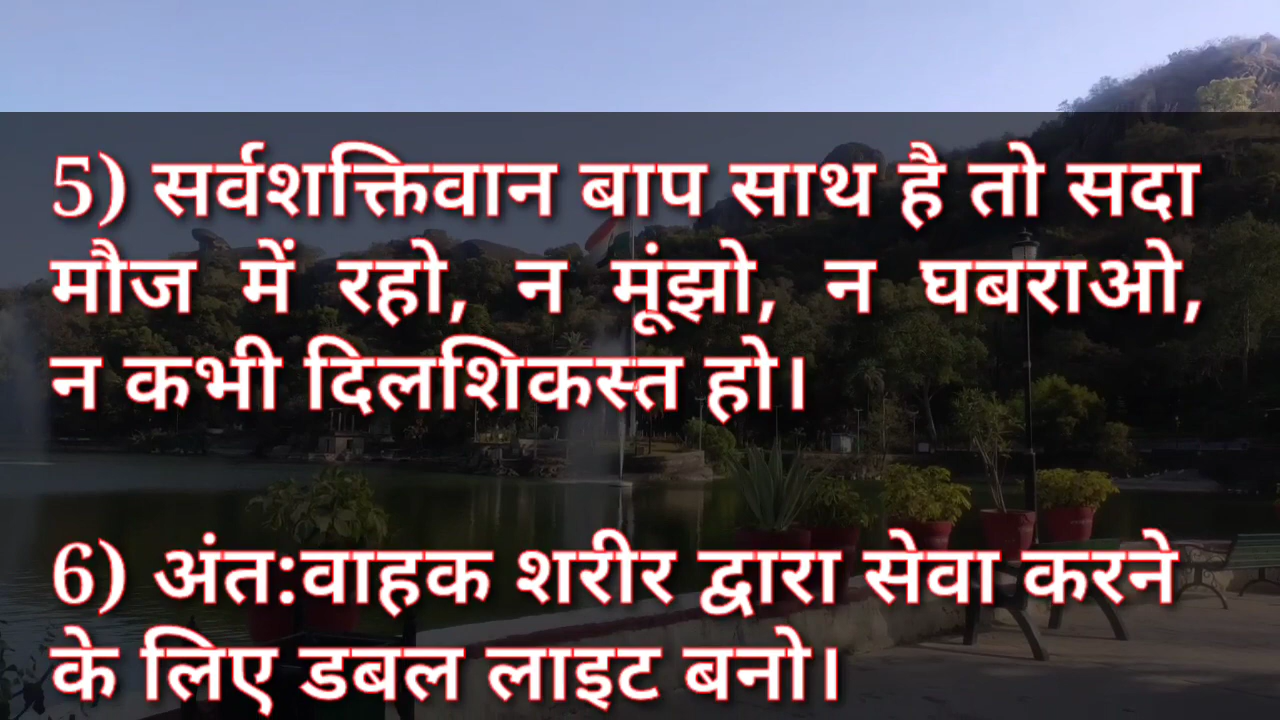 5) सर्वशक्तिवान बाप साथ है तो सदा
मौज में रहो, न मूंझो, न घबराओ,
न कभी दिलशिकस्त हो।
6) अंत:वाहक शरीर द्वारा सेवा करने
के लिए डबल लाइट बनो।